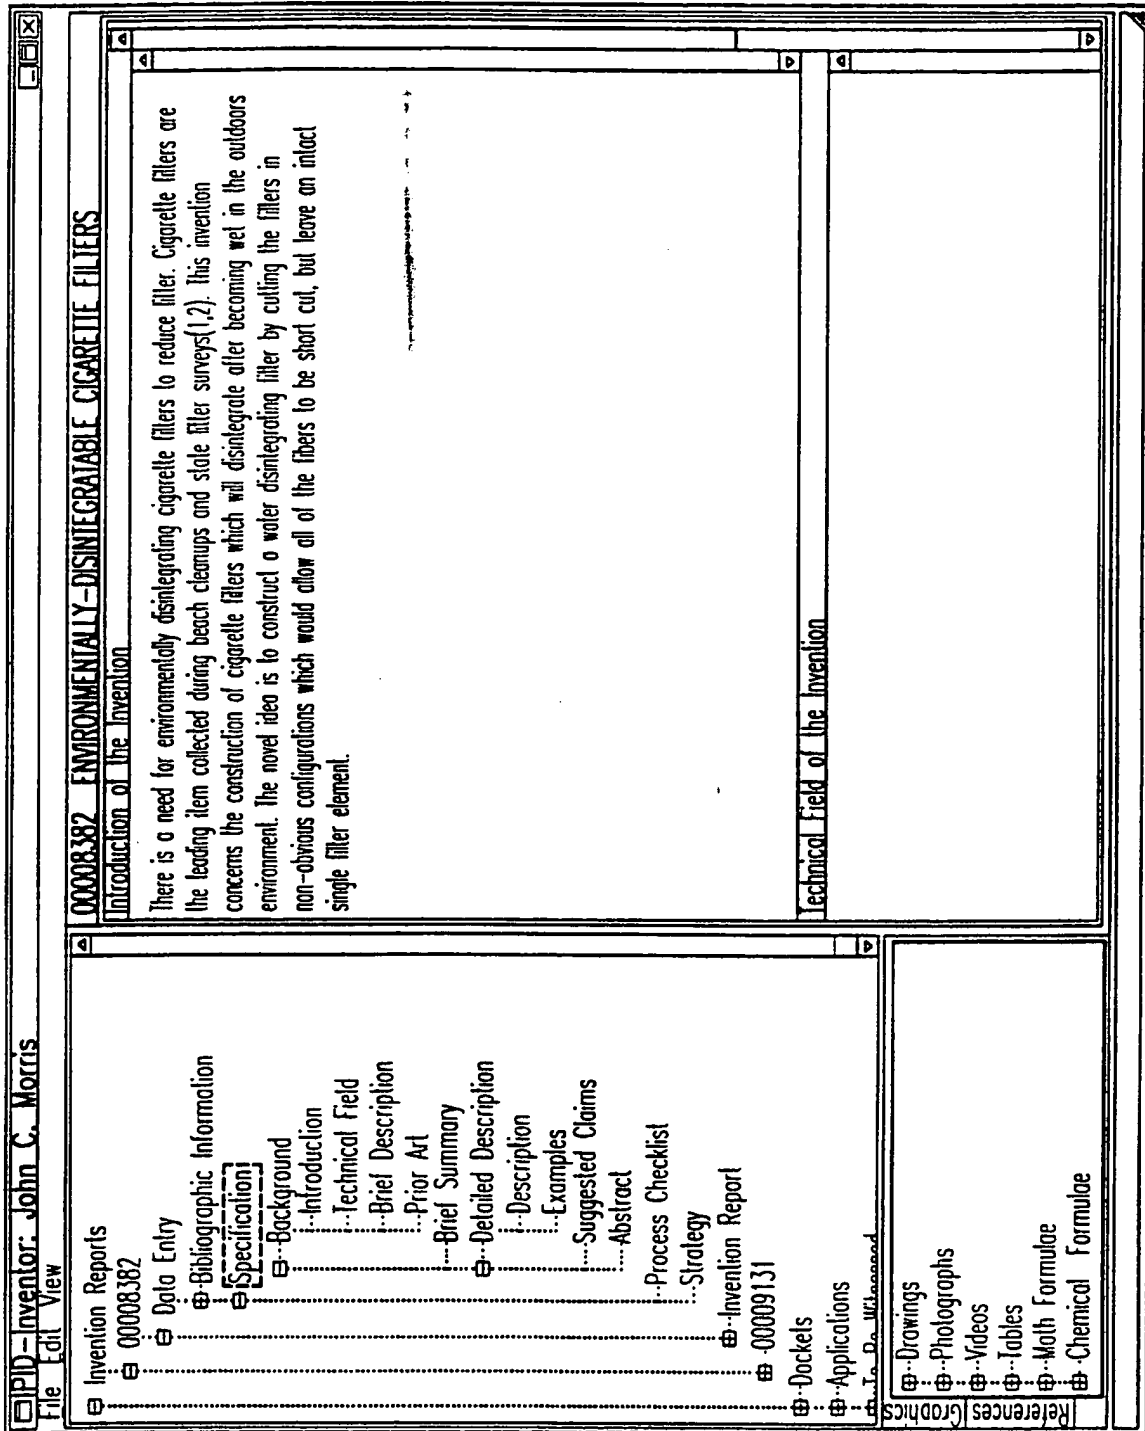 IPID-Inventor: John C. Morris
File Edit View
Invention Reports
00008382
Data Entry
Bibliographic Information
Specification
Background
Introduction
Technical Field
Brief Description
Prior Art
Brief Summary
Detailed Description
Description
Examples
Suggested Claims
Abstract
Process Checklist
Strategy
Invention Report
00009131
Dockets
Applications
To Be Witnessed
Graphics
References
Drawings
Photographs
Videos
Tables
Math Formulae
Chemical Formulae
00008382 ENVIRONMENTALLY-DISINTEGRATABLE CIGARETTE FILTERS
Introduction of the Invention
There is a need for environmentally disintegrating cigarette filters to reduce litter. Cigarette filters are
the leading item collected during beach cleanups and state litter surveys(1,2). This invention
concerns the construction of cigarette filters which will disintegrate after becoming wet in the outdoors
environment. The novel idea is to construct a water disintegrating filter by cutting the filters in
non-obvious configurations which would allow all of the fibers to be short cut, but leave an intact
single filter element.
Technical Field of the Invention